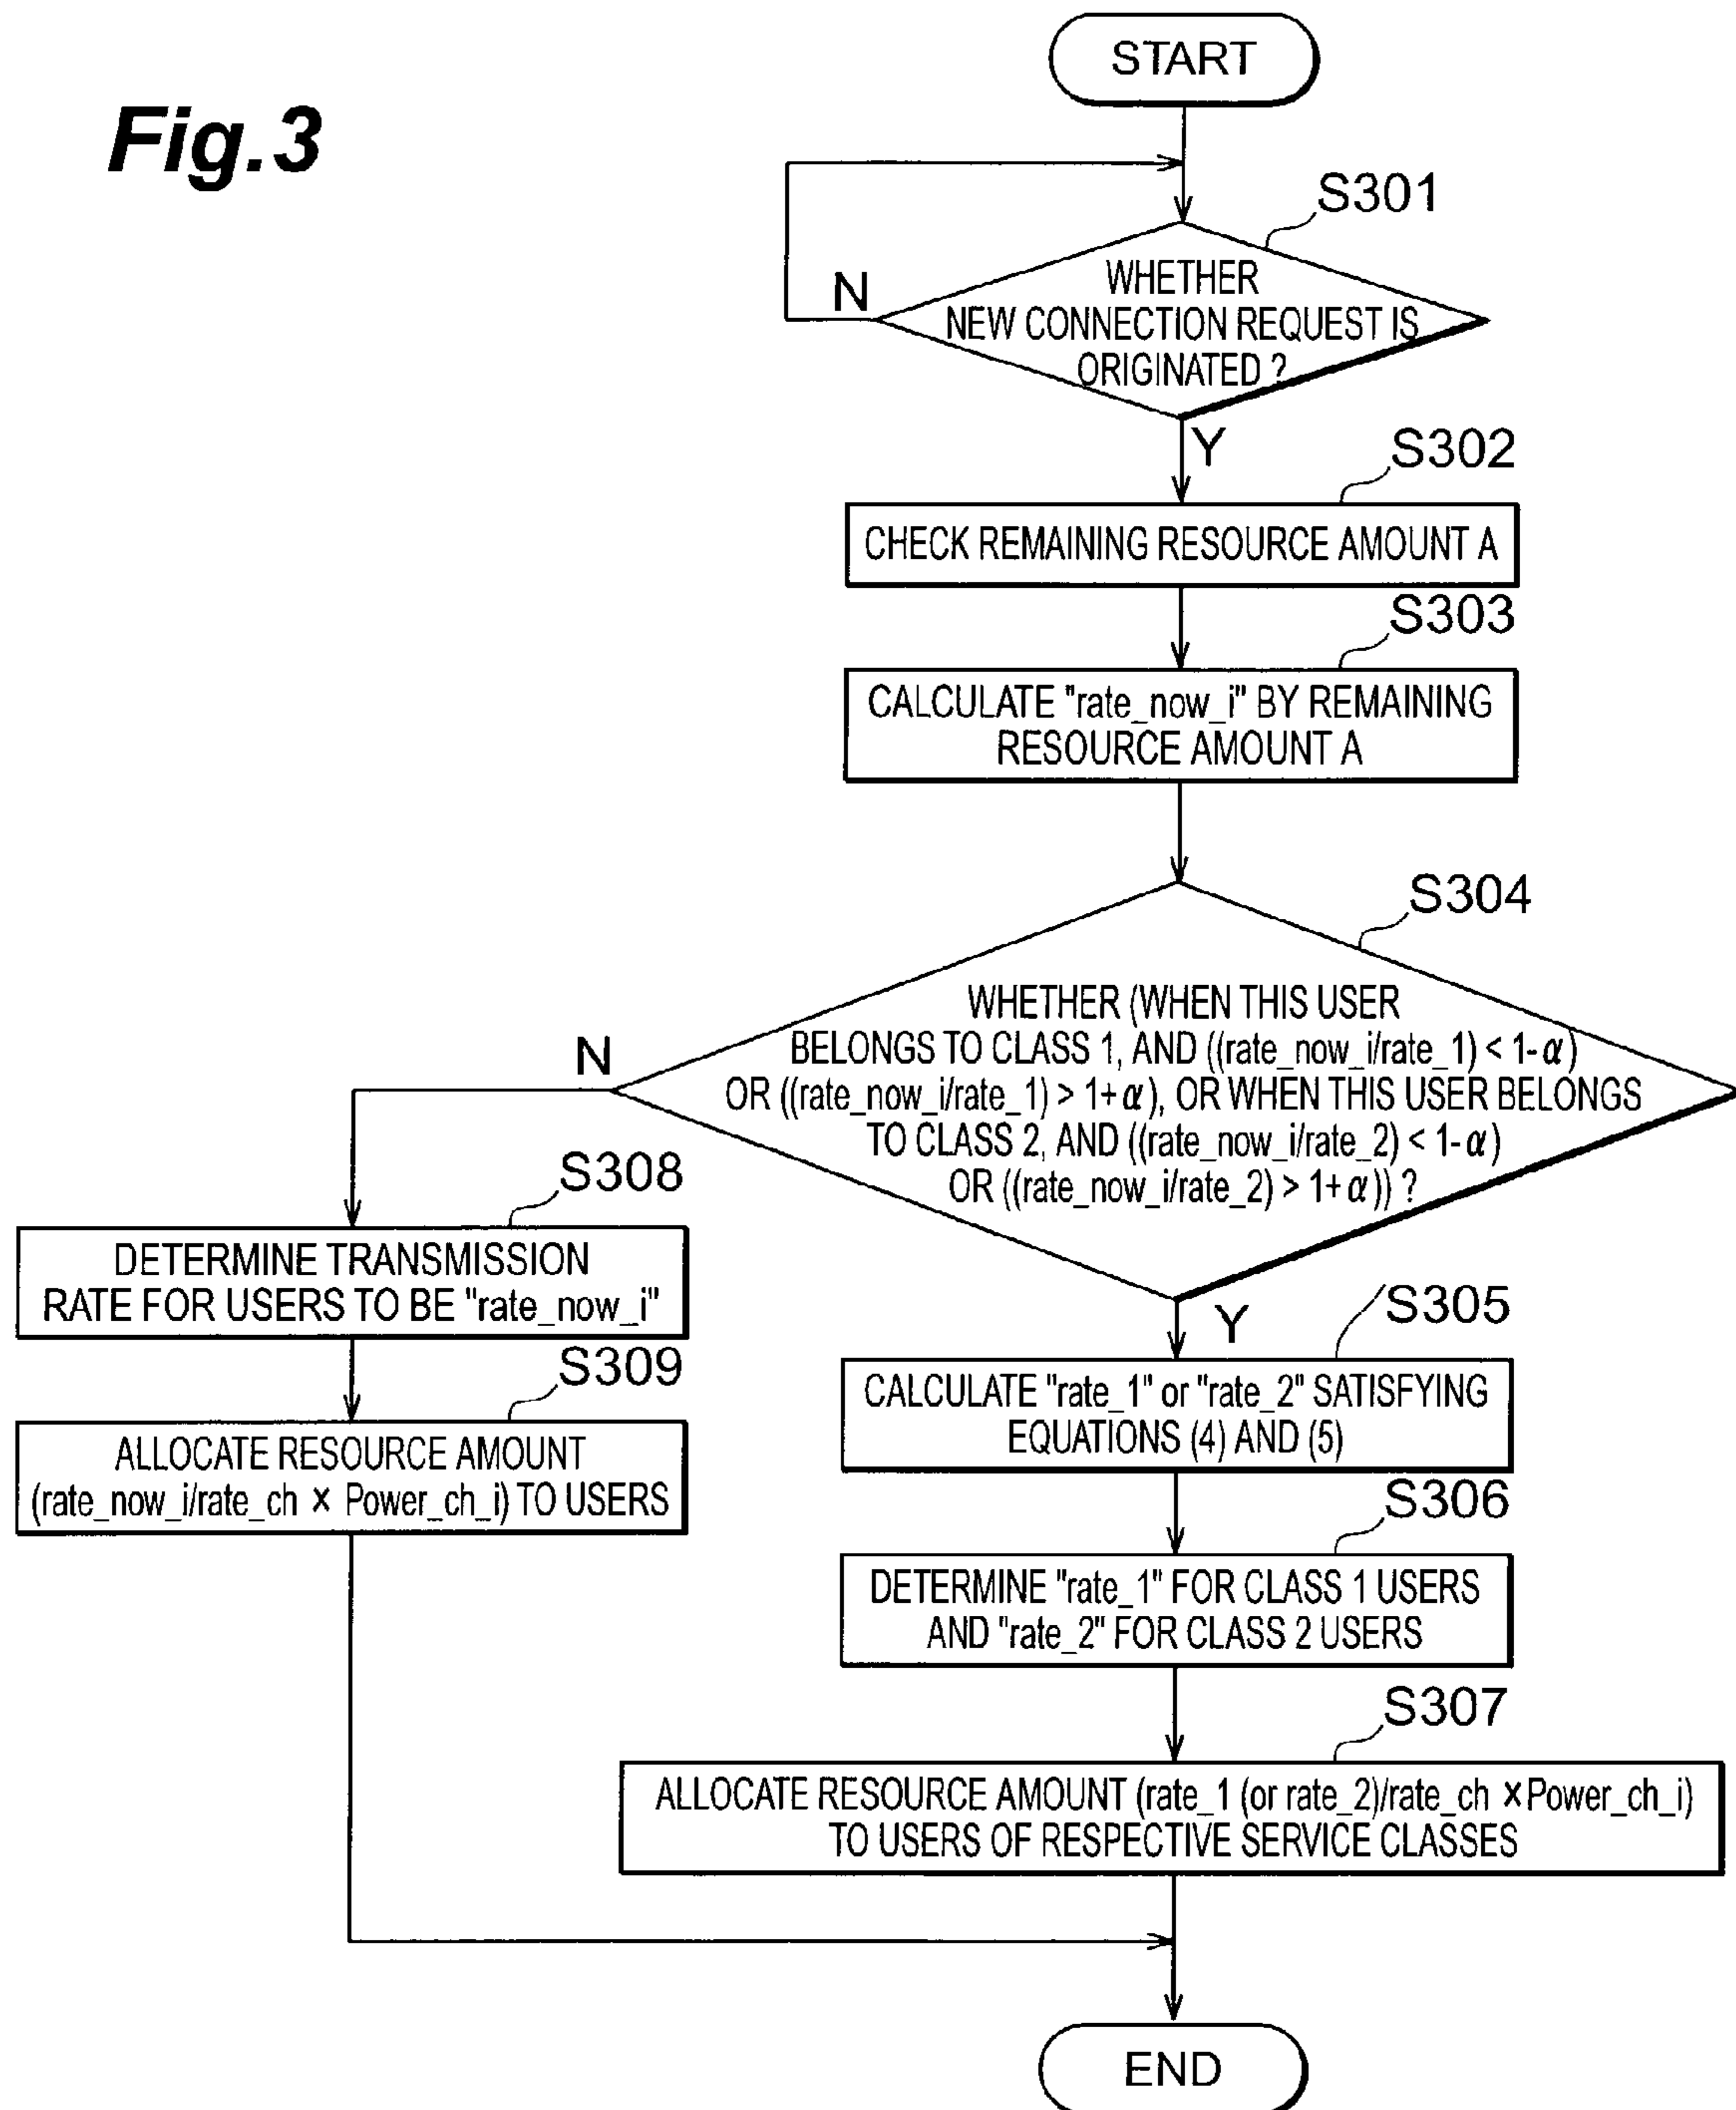 Fig.3
START
S301
N
WHETHER
NEW CONNECTION REQUEST IS
ORIGINATED ?
Y
S302
CHECK REMAINING RESOURCE AMOUNT A
S303
CALCULATE "rate_now_i" BY REMAINING
RESOURCE AMOUNT A
S304
N
WHETHER (WHEN THIS USER
BELONGS TO CLASS 1, AND ((rate_now_i/rate_1) < 1-α)
OR ((rate_now_i/rate_1) > 1+α), OR WHEN THIS USER BELONGS
TO CLASS 2, AND ((rate_now_i/rate_2) < 1-α)
OR ((rate_now_i/rate_2) > 1+α)) ?
Y
S308
DETERMINE TRANSMISSION
RATE FOR USERS TO BE "rate_now_i"
S309
ALLOCATE RESOURCE AMOUNT
(rate_now_i/rate_ch × Power_ch_i) TO USERS
S305
CALCULATE "rate_1" or "rate_2" SATISFYING
EQUATIONS (4) AND (5)
S306
DETERMINE "rate_1" FOR CLASS 1 USERS
AND "rate_2" FOR CLASS 2 USERS
S307
ALLOCATE RESOURCE AMOUNT (rate_1 (or rate_2)/rate_ch ×Power_ch_i)
TO USERS OF RESPECTIVE SERVICE CLASSES
END